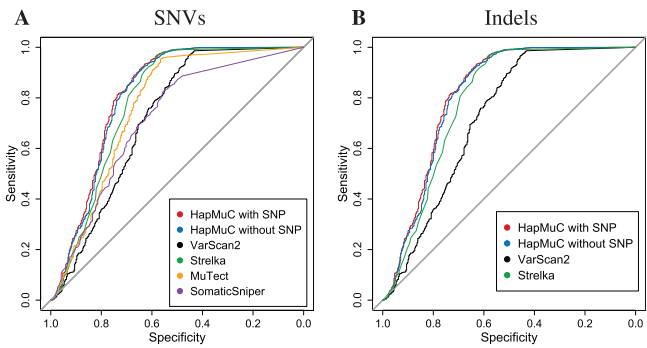 A SNVs
1.0
0.8
0.6
0.4
0.2
0.0
Sensitivity
HapMuC with SNP
HapMuC without SNP
VarScan2
Strelka
MuTect
SomaticSniper
1.0 0.8 0.6 0.4 0.2 0.0
Specificity
B Indels
1.0
0.8
0.6
0.4
0.2
0.0
Sensitivity
HapMuC with SNP
HapMuC without SNP
VarScan2
Strelka
1.0 0.8 0.6 0.4 0.2 0.0
Specificity